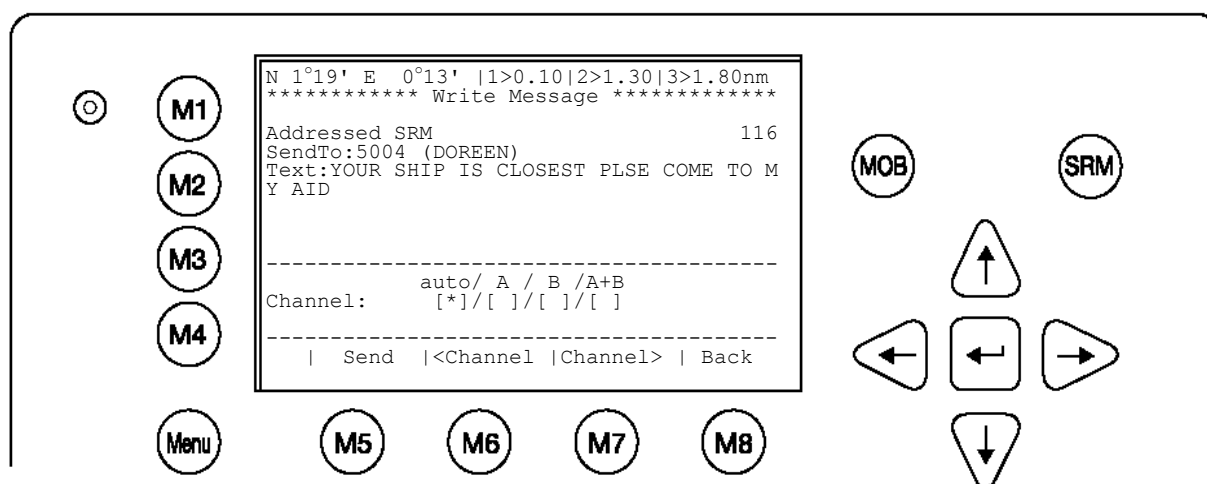 N 1°19' E  0°13' |1>0.10|2>1.30|3>1.80nm
************ Write Message *************
Addressed SRM                        116
SendTo:5004 (DOREEN)
Text:YOUR SHIP IS CLOSEST PLSE COME TO M
Y AID
----------------------------------------
auto/ A / B /A+B
Channel:     [*]/[ ]/[ ]/[ ]
----------------------------------------
|  Send  |<Channel |Channel> | Back
M1
M2
M3
M4
Menu
M5
M6
M7
M8
MOB
SRM